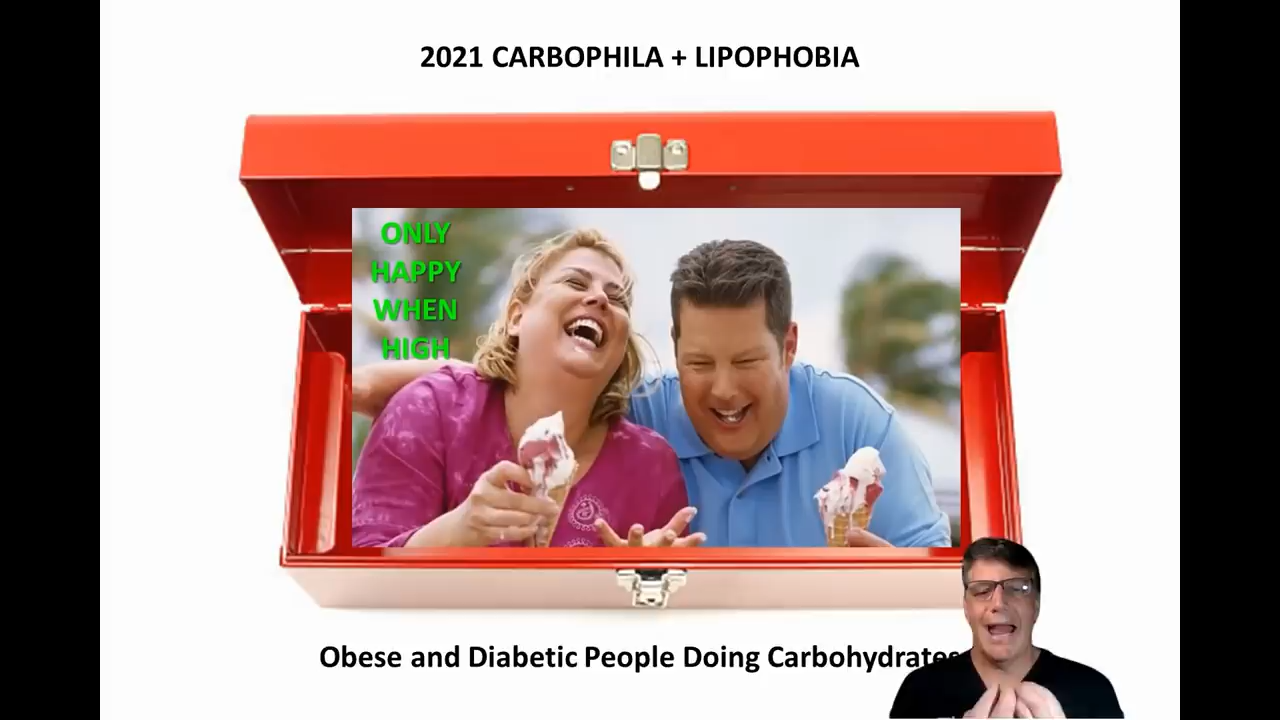 2021 CARBOPHILA + LIPOPHOBIA
ONLY
HAPPY
WHEN
HIGH
Obese and Diabetic People Doing Carbohydrates